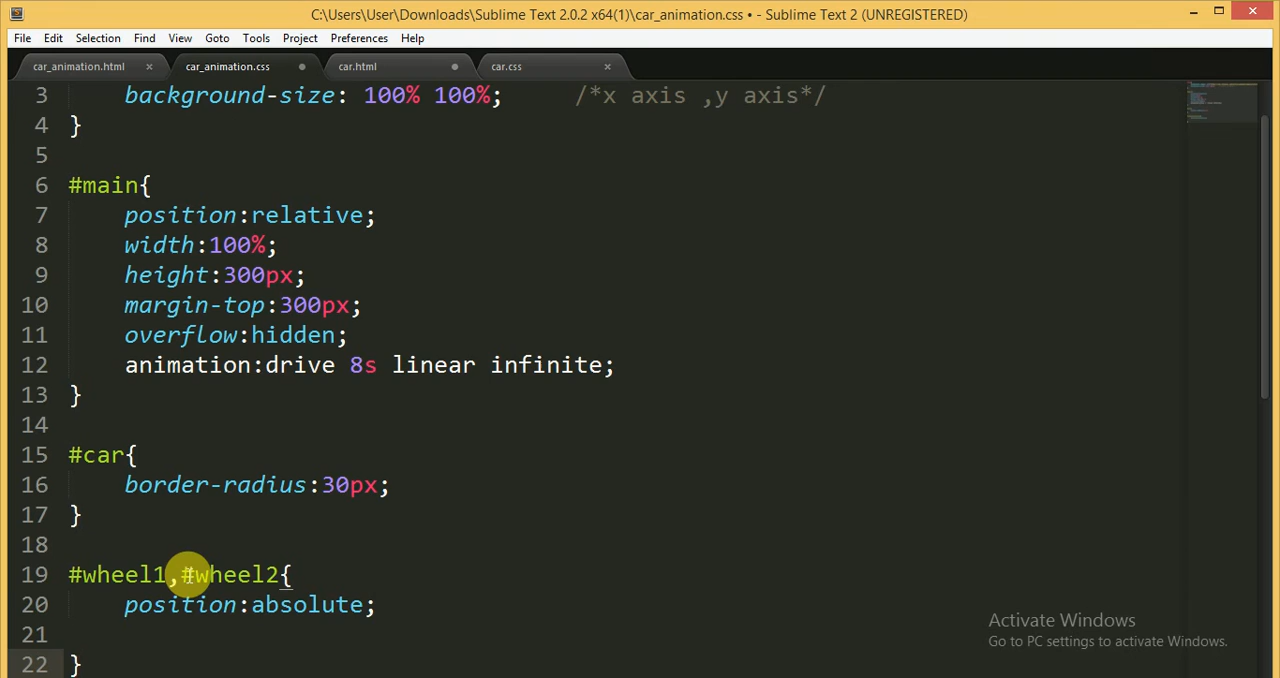 C:\Users\User\Downloads\Sublime Text 2.0.2 x64(1)\car_animation.css • - Sublime Text 2 (UNREGISTERED)
File Edit Selection Find View Goto Tools Project Preferences Help
car_animation.html car_animation.css car.html car.css
3 background-size: 100% 100%; /*x axis ,y axis*/
4 }
5
6 #main{
7 position:relative;
8 width:100%;
9 height:300px;
10 margin-top:300px;
11 overflow:hidden;
12 animation:drive 8s linear infinite;
13 }
14
15 #car{
16 border-radius:30px;
17 }
18
19 #wheel1,#wheel2{
20 position:absolute;
21
22 }
Activate Windows
Go to PC settings to activate Windows.